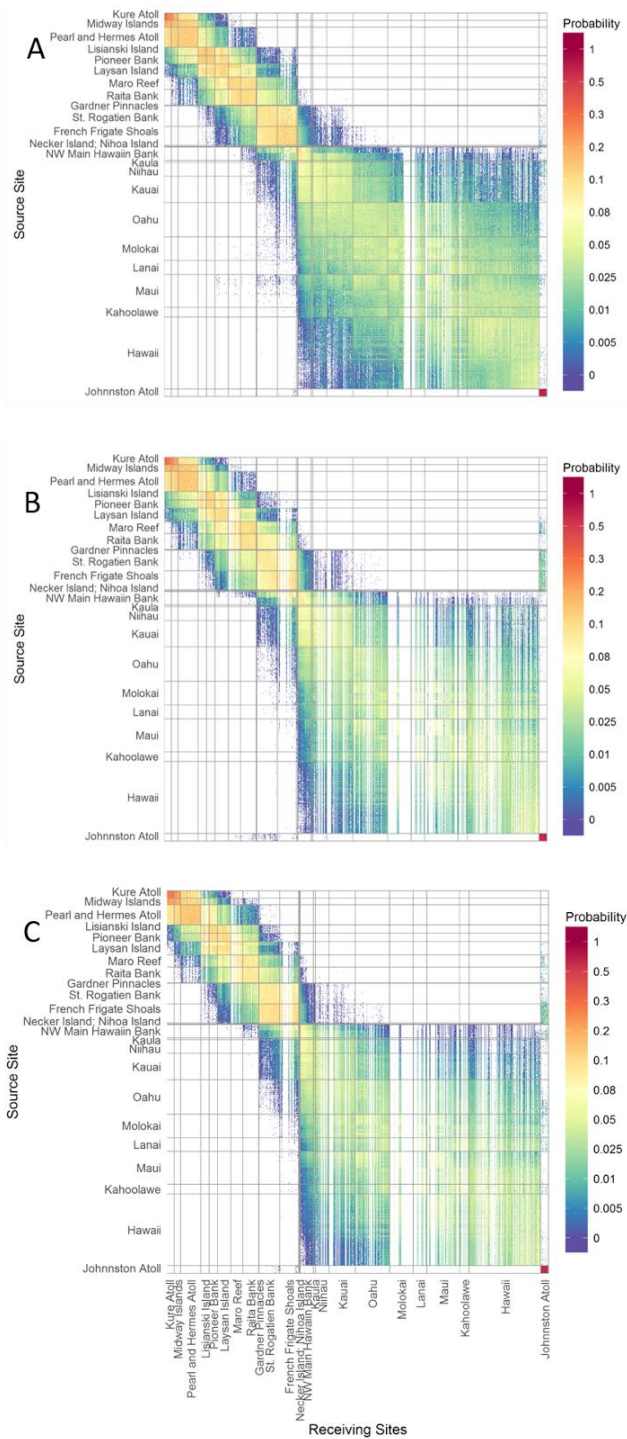 A
Source Site
Kure Atoll
Midway Islands
Pearl and Hermes Atoll
Lisianski Island
Pioneer Bank
Laysan Island
Maro Reef
Raita Bank
Gardner Pinnacles
St. Rogatien Bank
French Frigate Shoals
Necker Island; Nihoa Island
NW Main Hawaiin Bank
Kaula
Niihau
Kauai
Oahu
Molokai
Lanai
Maui
Kahoolawe
Hawaii
Johnnston Atoll
Probability
1
0.5
0.3
0.2
0.1
0.08
0.05
0.025
0.01
0.005
0
B
Source Site
Kure Atoll
Midway Islands
Pearl and Hermes Atoll
Lisianski Island
Pioneer Bank
Laysan Island
Maro Reef
Raita Bank
Gardner Pinnacles
St. Rogatien Bank
French Frigate Shoals
Necker Island; Nihoa Island
NW Main Hawaiin Bank
Kaula
Niihau
Kauai
Oahu
Molokai
Lanai
Maui
Kahoolawe
Hawaii
Johnnston Atoll
Probability
1
0.5
0.3
0.2
0.1
0.08
0.05
0.025
0.01
0.005
0
C
Source Site
Kure Atoll
Midway Islands
Pearl and Hermes Atoll
Lisianski Island
Pioneer Bank
Laysan Island
Maro Reef
Raita Bank
Gardner Pinnacles
St. Rogatien Bank
French Frigate Shoals
Necker Island; Nihoa Island
NW Main Hawaiin Bank
Kaula
Niihau
Kauai
Oahu
Molokai
Lanai
Maui
Kahoolawe
Hawaii
Johnnston Atoll
Probability
1
0.5
0.3
0.2
0.1
0.08
0.05
0.025
0.01
0.005
0
Kure Atoll
Midway Islands
Pearl and Hermes Atoll
Lisianski Island
Pioneer Bank
Laysan Island
Maro Reef
Raita Bank
Gardner Pinnacles
St. Rogatien Bank
French Frigate Shoals
Necker Island; Nihoa Island
NW Main Hawaiin Bank
Kaula
Niihau
Kauai
Oahu
Molokai
Lanai
Maui
Kahoolawe
Hawaii
Johnnston Atoll
Receiving Sites